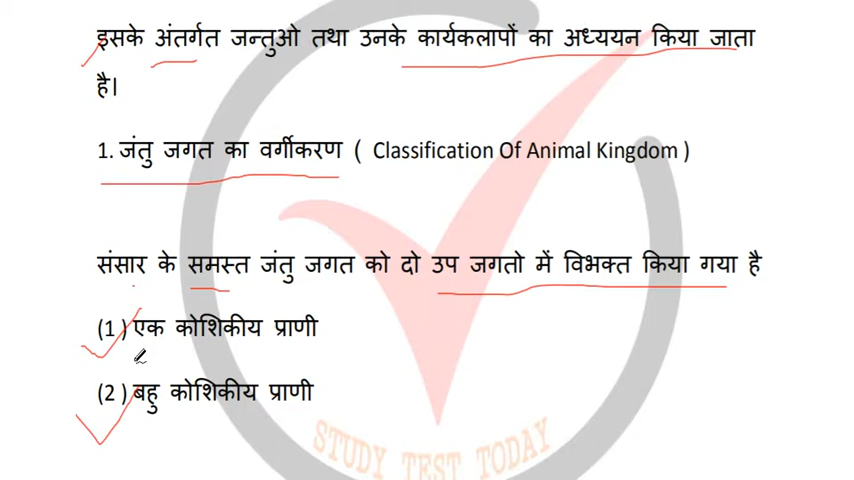 इसके अंतर्गत जन्तुओ तथा उनके कार्यकलापों का अध्ययन किया जाता
है।
1. जंतु जगत का वर्गीकरण ( Classification Of Animal Kingdom )
संसार के समस्त जंतु जगत को दो उप जगतो में विभक्त किया गया है
(1 ) एक कोशिकीय प्राणी
(2 ) बहु कोशिकीय प्राणी
STUDY TEST TODAY